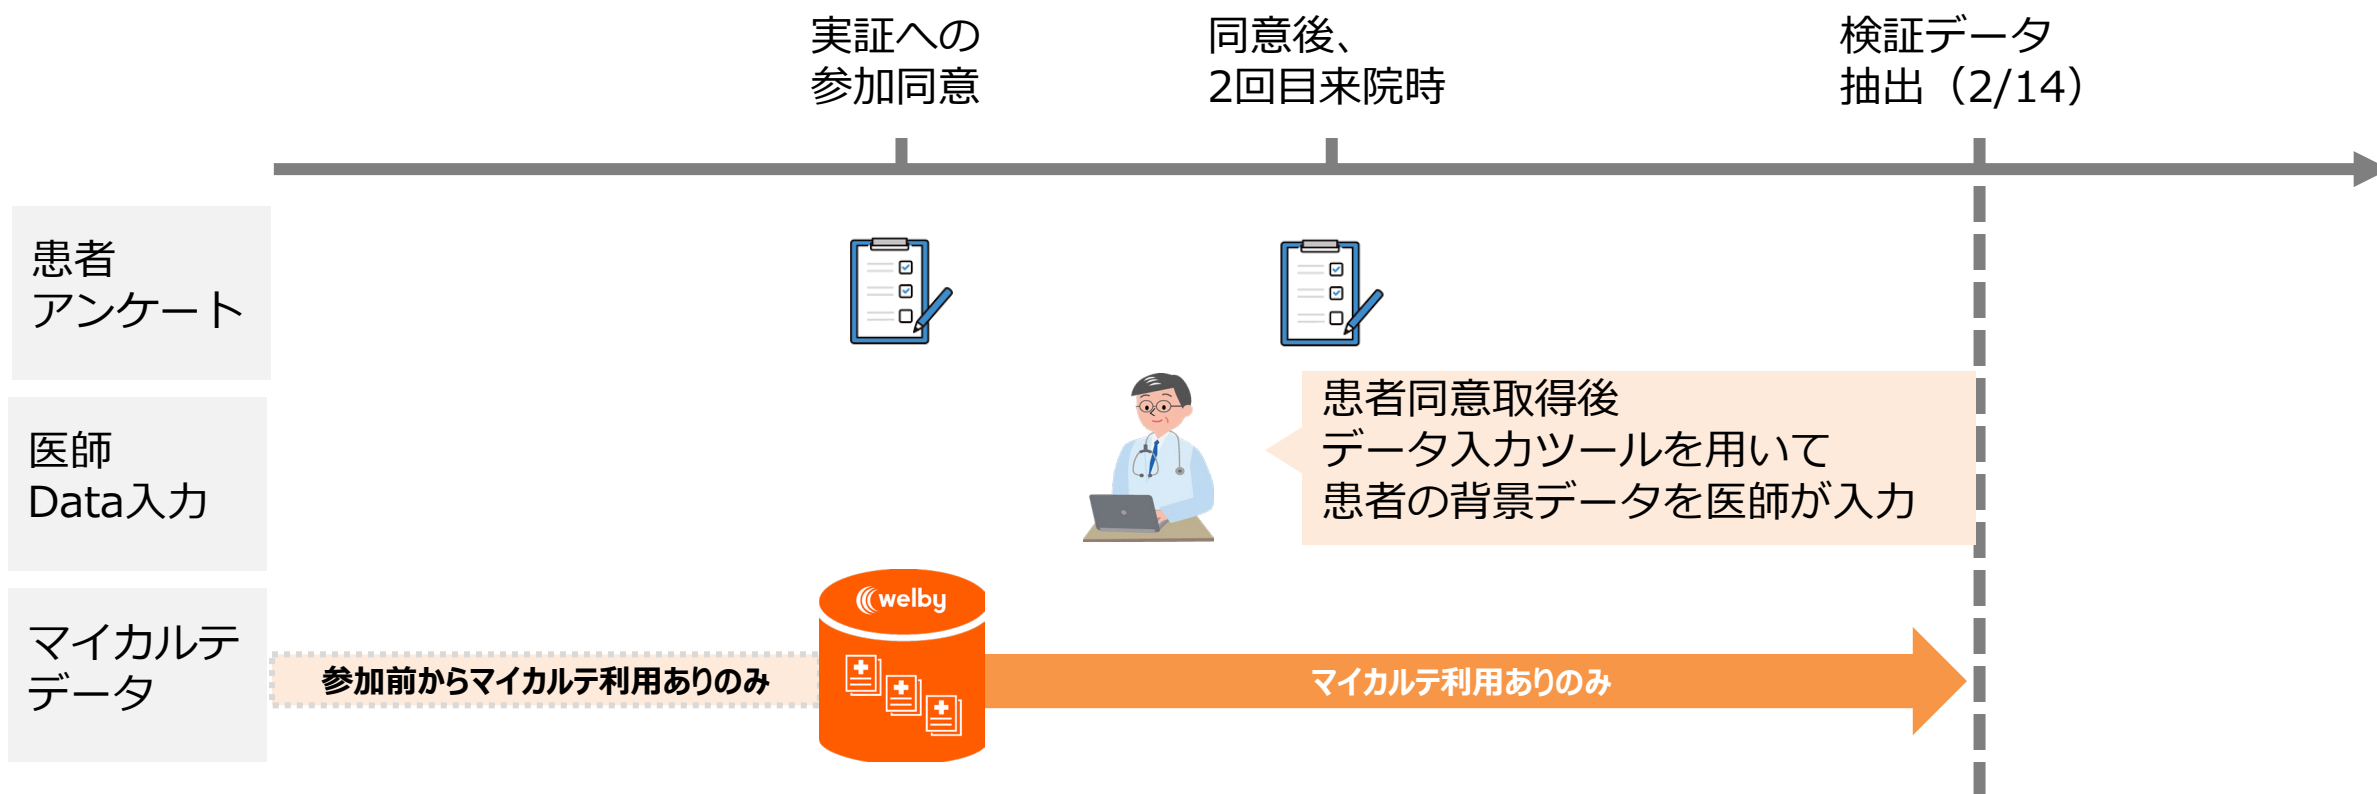 実証への
参加同意
同意後、
2回目来院時
検証データ
抽出（2/14）
患者
アンケート
患者同意取得後
データ入力ツールを用いて
患者の背景データを医師が入力
医師
Data入力
welby
マイカルテ
データ
参加前からマイカルテ利用ありのみ
マイカルテ利用ありのみ